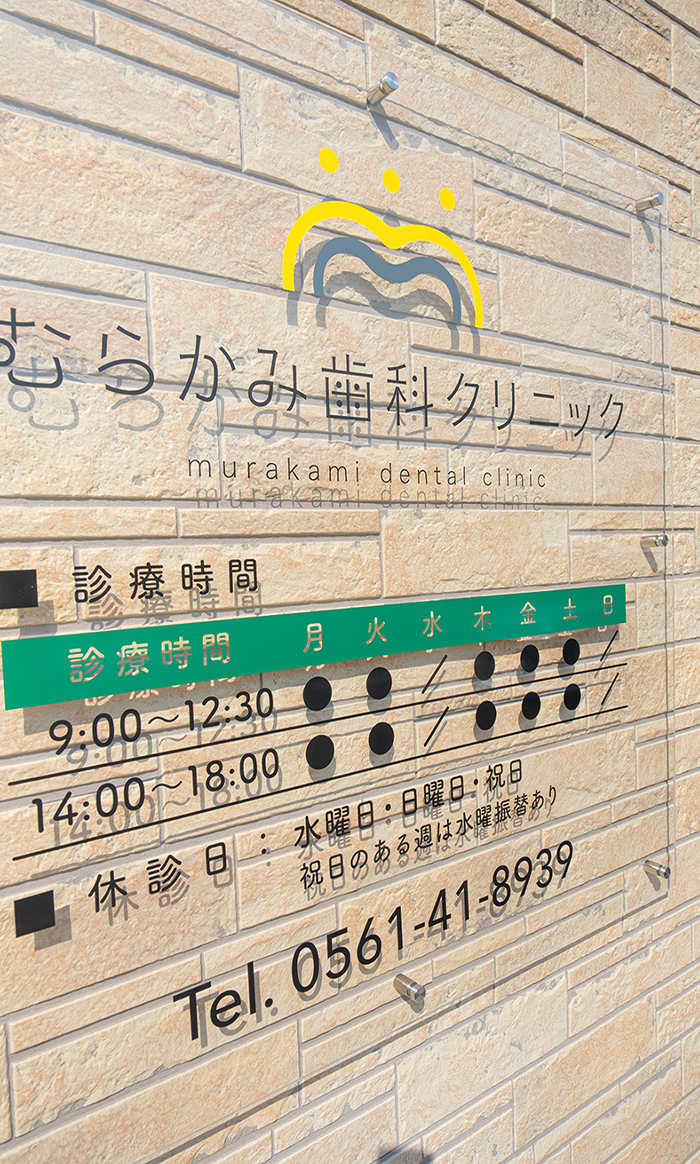 むらかみ歯科クリニック
murakami dental clinic
■ 診療時間
診療時間 月 火 水 木 金 土 日
9:00～12:30 ● ● / ● ● ● /
14:00～18:00 ● ● / ● ● ● /
■ 休診日：水曜日・日曜日・祝日
祝日のある週は水曜振替あり
Tel. 0561-41-8939